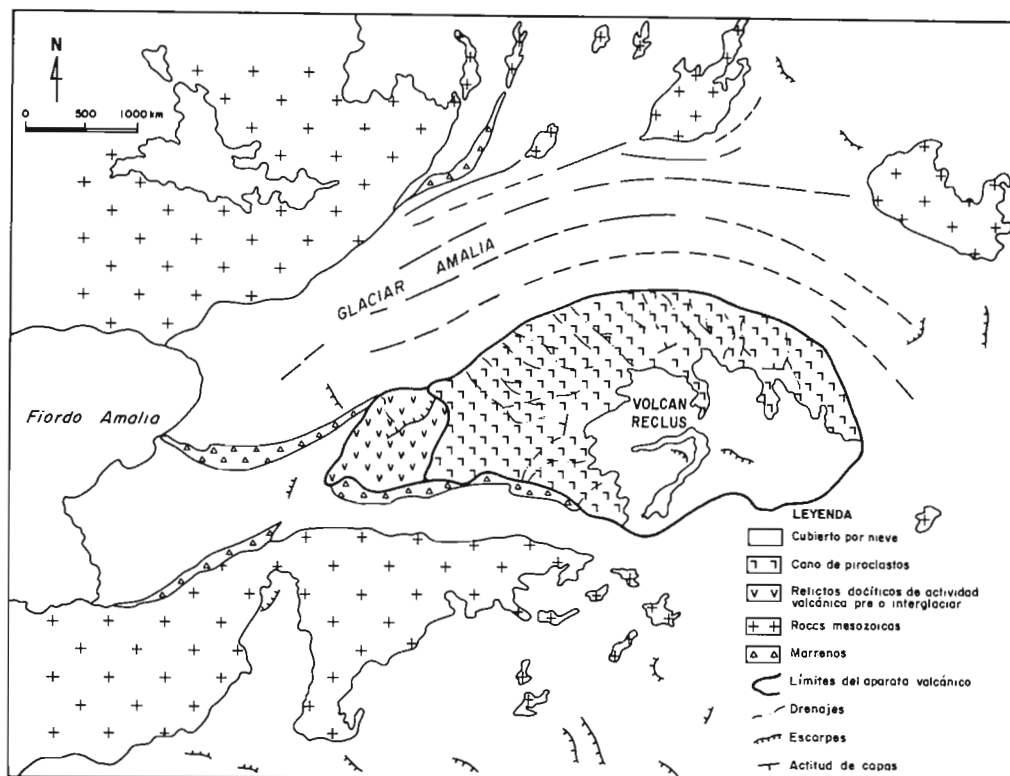 N
0 500 1000 km
GLACIAR AMALIA
Fiordo Amalia
VOLCAN
RECLUS
LEYENDA
Cubierto por nieve
Cono de piroclastos
Relictos dacíticos de actividad
volcánica pre o interglaciar
Rocas mesozoicas
Morrenas
Límites del aparato volcánico
Drenajes
Escarpes
Actitud de capas